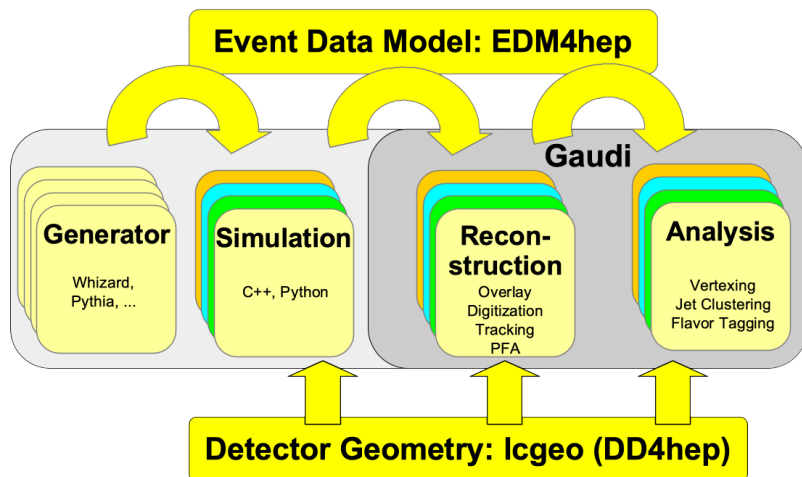 Event Data Model: EDM4hep
Gaudi
Generator
Whizard,
Pythia, ...
Simulation
C++, Python
Recon-
struction
Overlay
Digitization
Tracking
PFA
Analysis
Vertexing
Jet Clustering
Flavor Tagging
Detector Geometry: lcgeo (DD4hep)